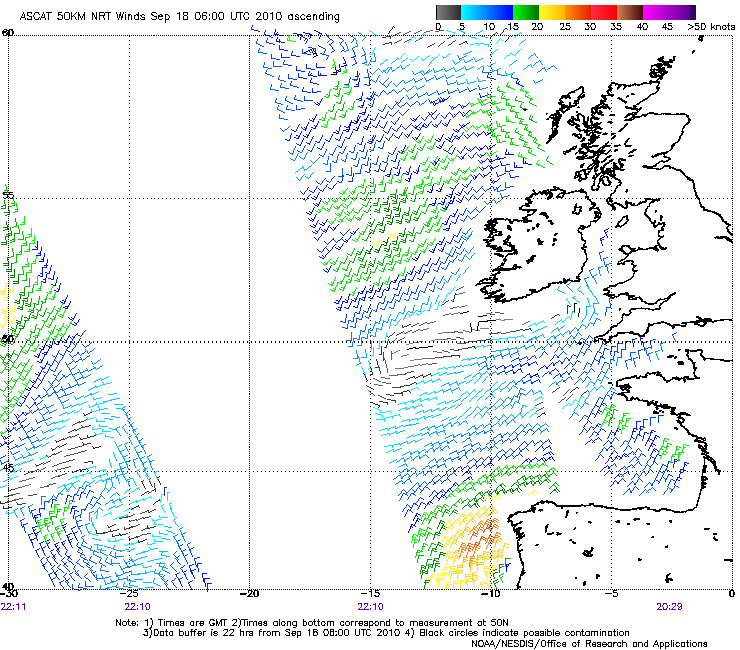 ASCAT 50KM NRT Winds Sep 18 06:00 UTC 2010 ascending
0 5 10 15 20 25 30 35 40 45 >50 knots
60
55
50
45
40
-30 -25 -20 -15 -10 -5 0
22:11 22:10 22:10 20:29
Note: 1) Times are GMT 2)Times along bottom correspond to measurement at 50N
3)Data buffer is 22 hrs from Sep 18 06:00 UTC 2010 4) Black circles indicate possible contamination
NOAA/NESDIS/Office of Research and Applications